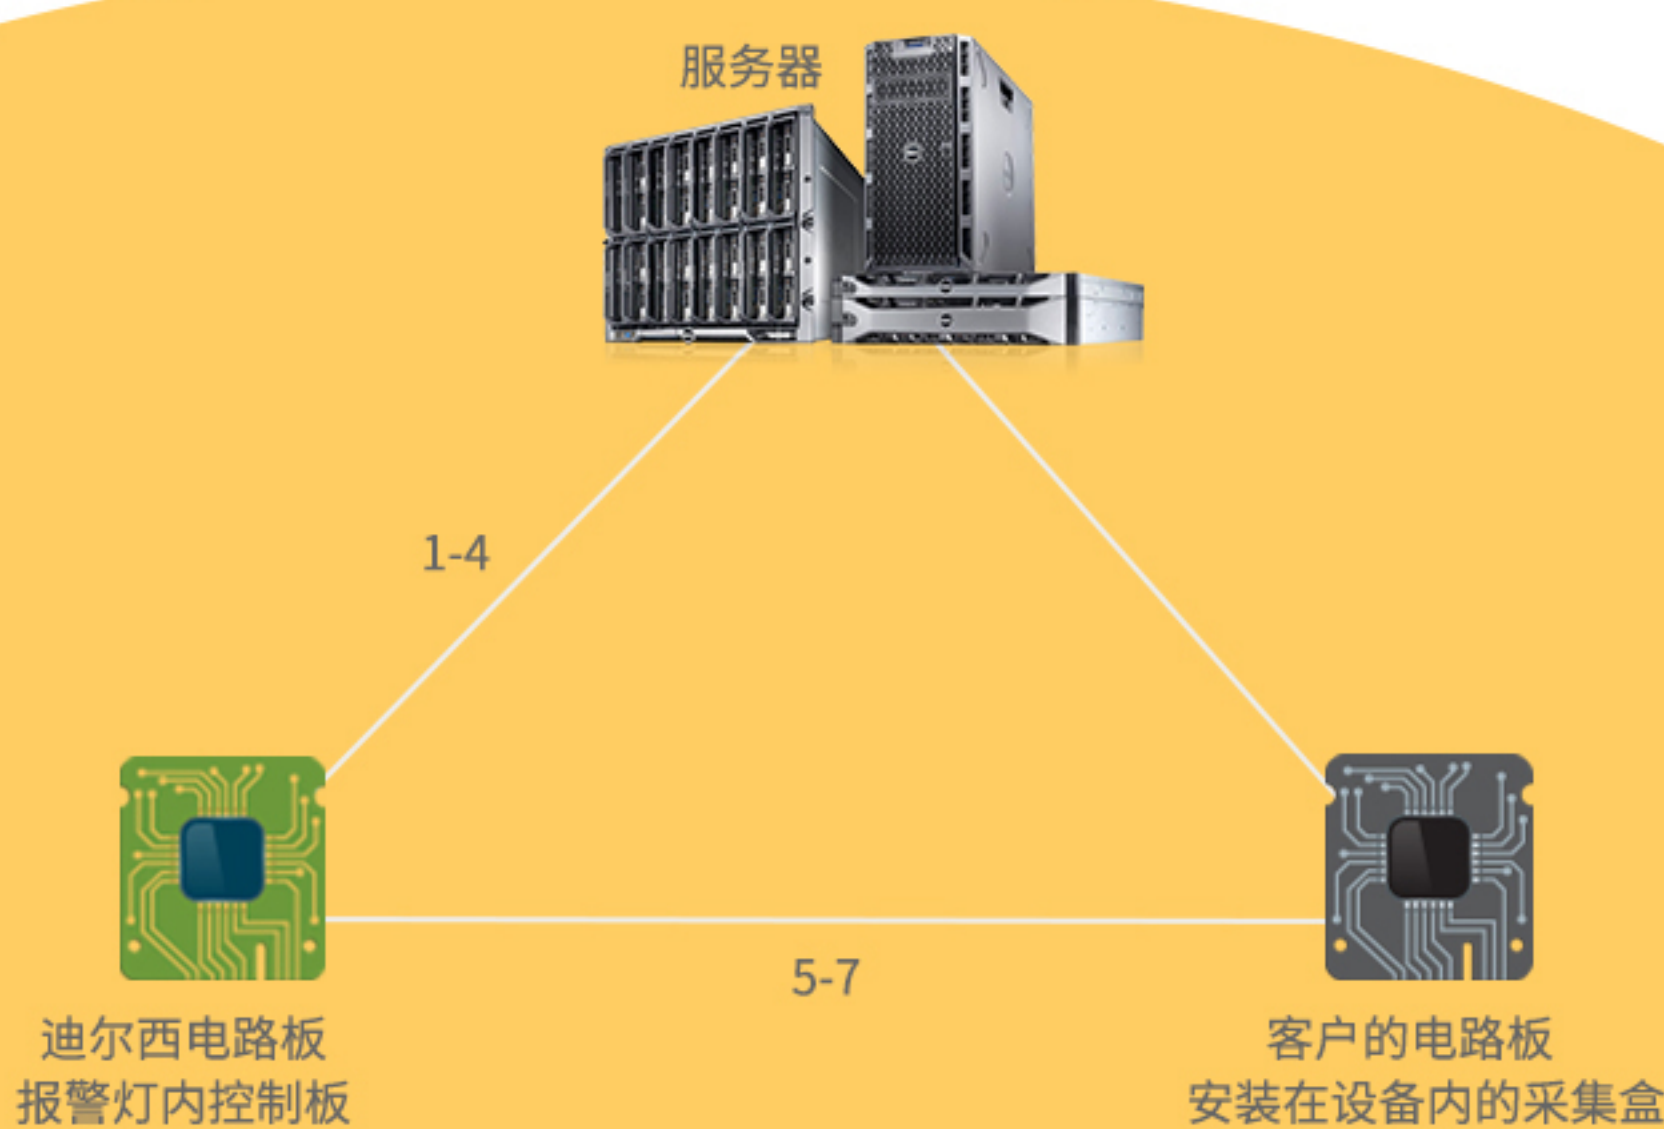 服务器
1-4
5-7
迪尔西电路板
报警灯内控制板
客户的电路板
安装在设备内的采集盒